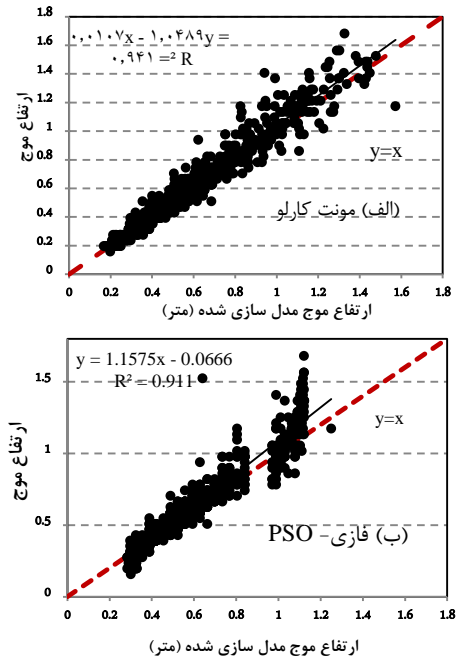 1.8
1.6
1.4
1.2
1
0.8
0.6
0.4
0.2
0
ارتفاع موج
۰,۰۱۰۷x - ۱,۰۴۸۹y =
۰,۹۴۱ =² R
y=x
(الف) مونت کارلو
0 0.2 0.4 0.6 0.8 1 1.2 1.4 1.6 1.8
ارتفاع موج مدل سازی شده (متر)
1.5
1
0.5
0
ارتفاع موج
y = 1.1575x - 0.0666
R² = 0.911
y=x
(ب) فازی- PSO
0 0.2 0.4 0.6 0.8 1 1.2 1.4 1.6 1.8
ارتفاع موج مدل سازی شده (متر)